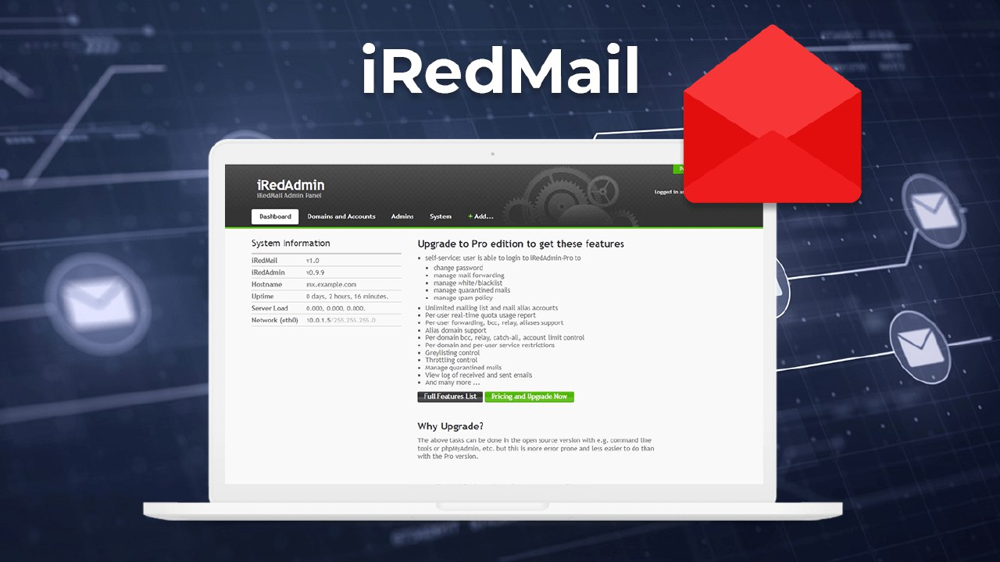 iRedMail
iRedAdmin
iRedMail Admin Panel
Logged in as
Dashboard
Domains and Accounts
Admins
System
+ Add...
System Information
iRedMail v1.0
iRedAdmin v0.9.9
Hostname mx.example.com
Uptime 0 days, 2 hours, 16 minutes.
Server Load 0.000, 0.000, 0.000.
Network (eth0) 10.0.1.5/255.255.255.0
Upgrade to Pro edition to get these features
self-service: user is able to login to iRedAdmin-Pro to
change password
manage mail forwarding
manage white/blacklist
manage quarantined mails
manage spam policy
Unlimited mailing list and mail alias accounts
Per-user real-time quota usage report
Per-user forwarding, bcc, relay, aliases support
Alias domain support
Per-domain bcc, relay, catch-all, account limit control
Per-domain and per-user service restrictions
Greylisting control
Throttling control
Manage quarantined mails
View log of received and sent emails
And many more ...
Full Features List
Pricing and Upgrade Now
Why Upgrade?
The above tasks can be done in the open source version with e.g. command line
tools or phpMyAdmin, etc. but this is more error prone and less easier to do than
with the Pro version.